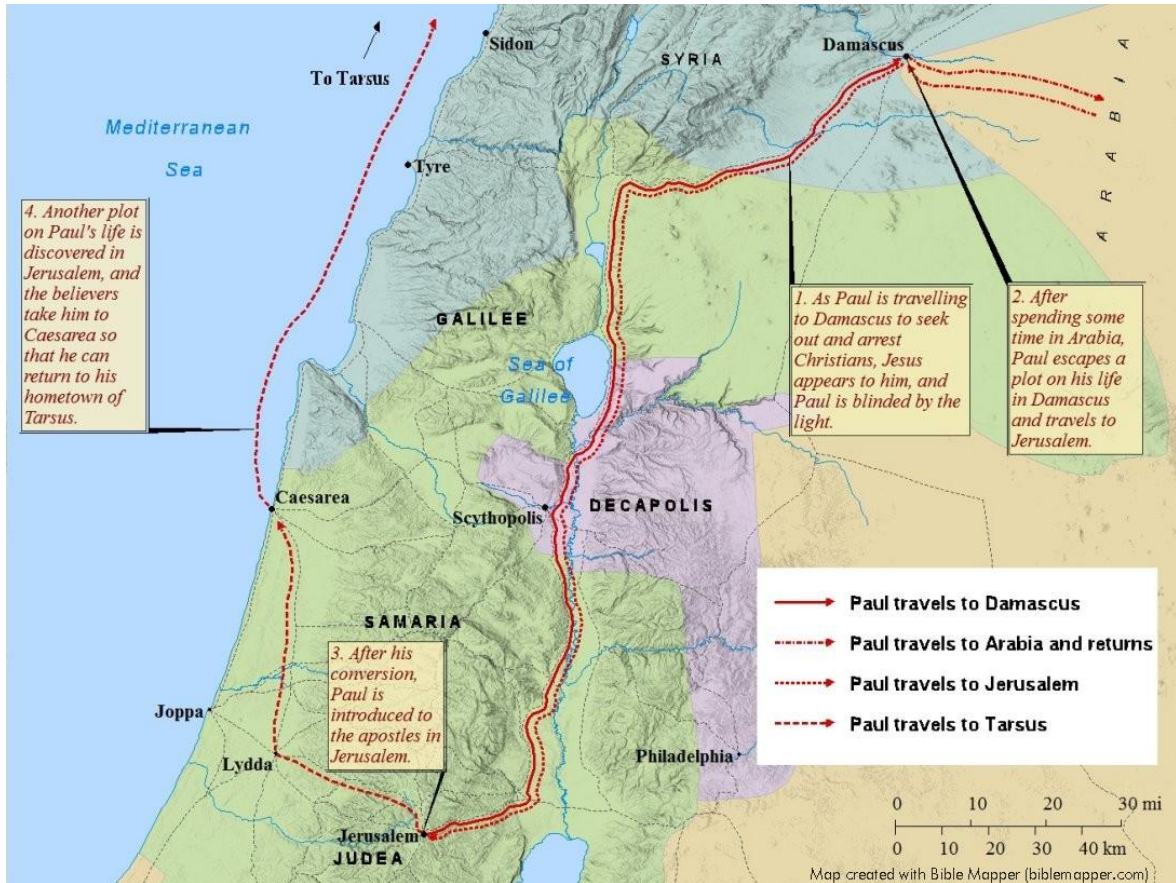 Sidon
Damascus
SYRIA
To Tarsus
ARABIA
Mediterranean
Sea
Tyre
4. Another plot
on Paul's life is
discovered in
Jerusalem, and
the believers
take him to
Caesarea so
that he can
return to his
hometown of
Tarsus.
1. As Paul is travelling
to Damascus to seek
out and arrest
Christians, Jesus
appears to him, and
Paul is blinded by the
light.
2. After
spending some
time in Arabia,
Paul escapes a
plot on his life
in Damascus
and travels to
Jerusalem.
GALILEE
Sea of
Galilee
Caesarea
Scythopolis
DECAPOLIS
SAMARIA
3. After his
conversion,
Paul is
introduced to
the apostles in
Jerusalem.
Joppa
Lydda
Philadelphia
Jerusalem
JUDEA
Paul travels to Damascus
Paul travels to Arabia and returns
Paul travels to Jerusalem
Paul travels to Tarsus
0 10 20 30 mi
0 10 20 30 40 km
Map created with Bible Mapper (biblemapper.com)